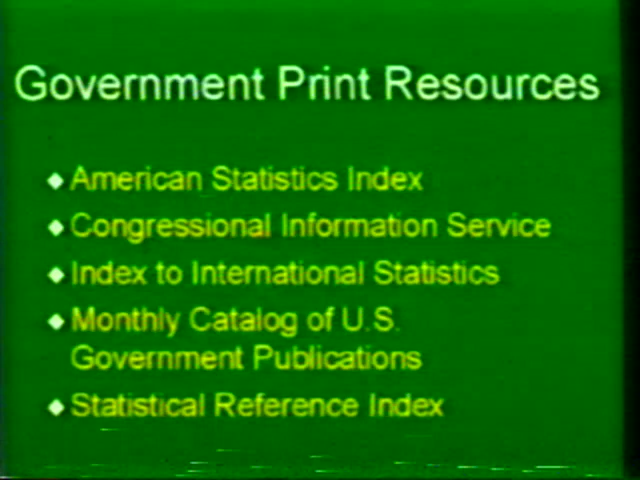 Government Print Resources
American Statistics Index
Congressional Information Service
Index to International Statistics
Monthly Catalog of U.S.
Government Publications
Statistical Reference Index